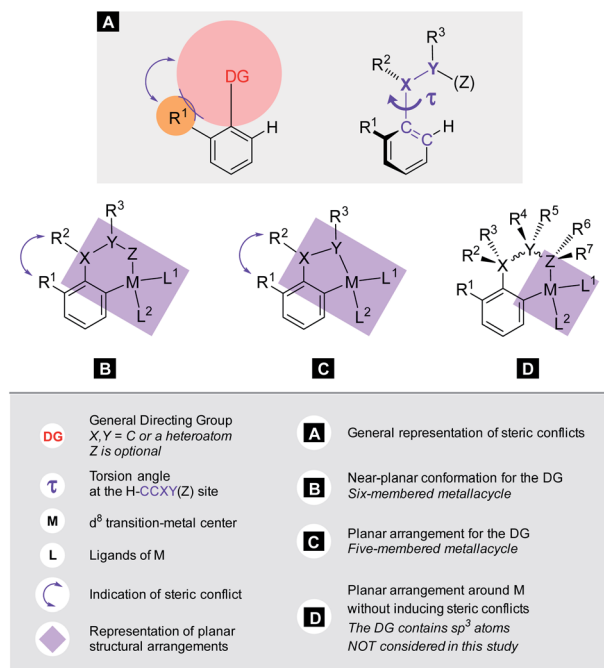 A
DG
R¹
H
R³
R²
Y
X
(Z)
τ
C
C
H
R¹
R³
R²
Y
Z
X
R¹
M
L¹
L²
B
R³
R²
Y
X
R¹
M
L¹
L²
C
R⁴
R⁵
R³
R⁶
Y
R²
X
Z
R⁷
R¹
M
L¹
L²
D
DG
General Directing Group
X,Y = C or a heteroatom
Z is optional
τ
Torsion angle
at the H-CCXY(Z) site
M
d⁸ transition-metal center
L
Ligands of M
Indication of steric conflict
Representation of planar
structural arrangements
A
General representation of steric conflicts
B
Near-planar conformation for the DG
Six-membered metallacycle
C
Planar arrangement for the DG
Five-membered metallacycle
D
Planar arrangement around M
without inducing steric conflicts
The DG contains sp³ atoms
NOT considered in this study